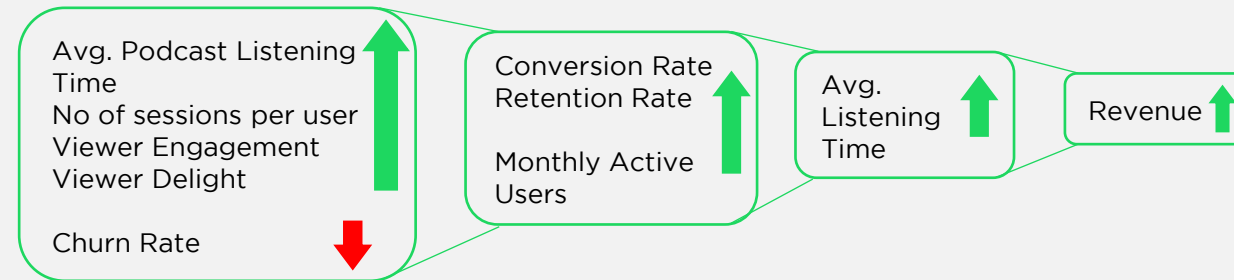 Avg. Podcast Listening
Time
No of sessions per user
Viewer Engagement
Viewer Delight
Churn Rate
Conversion Rate
Retention Rate
Monthly Active
Users
Avg.
Listening
Time
Revenue